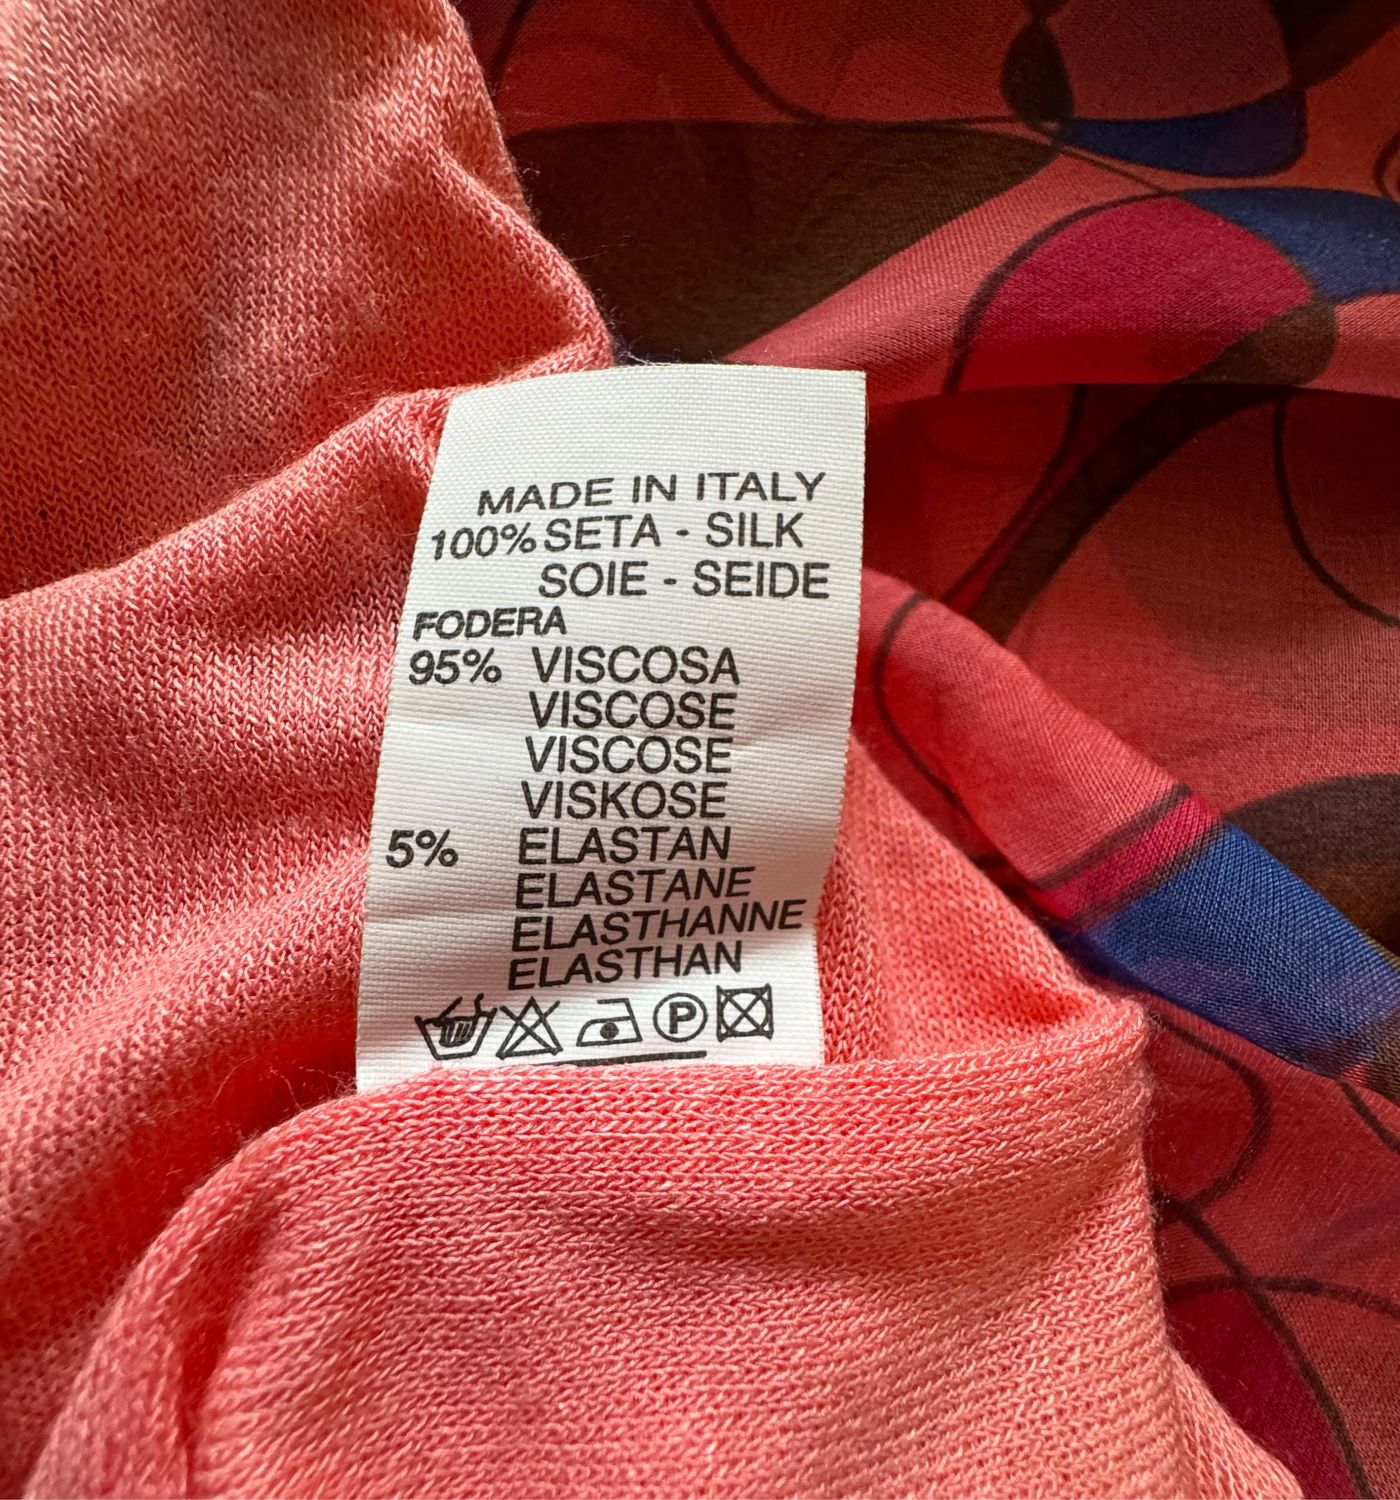 MADE IN ITALY
100% SETA - SILK
SOIE - SEIDE
FODERA
95% VISCOSA
VISCOSE
VISCOSE
VISKOSE
5% ELASTAN
ELASTANE
ELASTHANNE
ELASTHAN
P